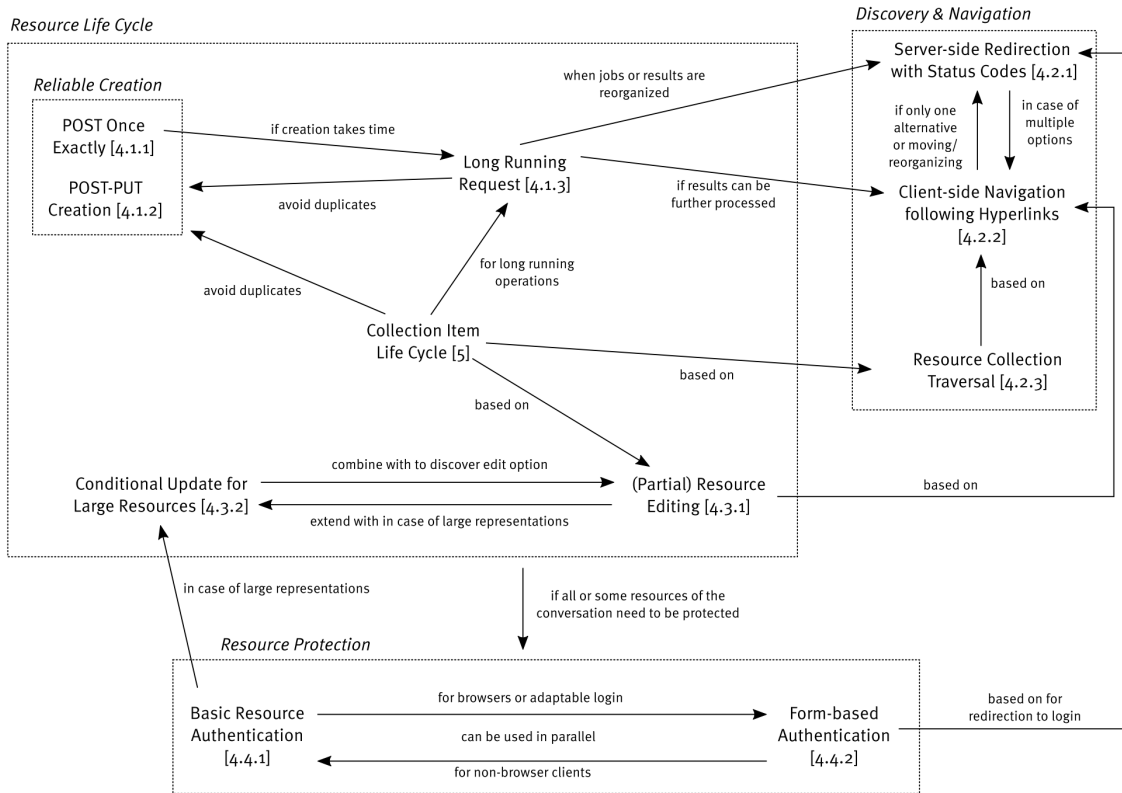 Resource Life Cycle
Discovery & Navigation
Server-side Redirection
with Status Codes [4.2.1]
when jobs or results are
reorganized
Reliable Creation
POST Once
Exactly [4.1.1]
if creation takes time
if only one
alternative
or moving/
reorganizing
in case of
multiple
options
Long Running
Request [4.1.3]
POST-PUT
Creation [4.1.2]
avoid duplicates
if results can be
further processed
Client-side Navigation
following Hyperlinks
[4.2.2]
for long running
operations
avoid duplicates
based on
Collection Item
Life Cycle [5]
based on
Resource Collection
Traversal [4.2.3]
based on
combine with to discover edit option
Conditional Update for
Large Resources [4.3.2]
(Partial) Resource
Editing [4.3.1]
based on
extend with in case of large representations
in case of large representations
if all or some resources of the
conversation need to be protected
Resource Protection
for browsers or adaptable login
based on for
redirection to login
Basic Resource
Authentication
[4.4.1]
can be used in parallel
Form-based
Authentication
[4.4.2]
for non-browser clients